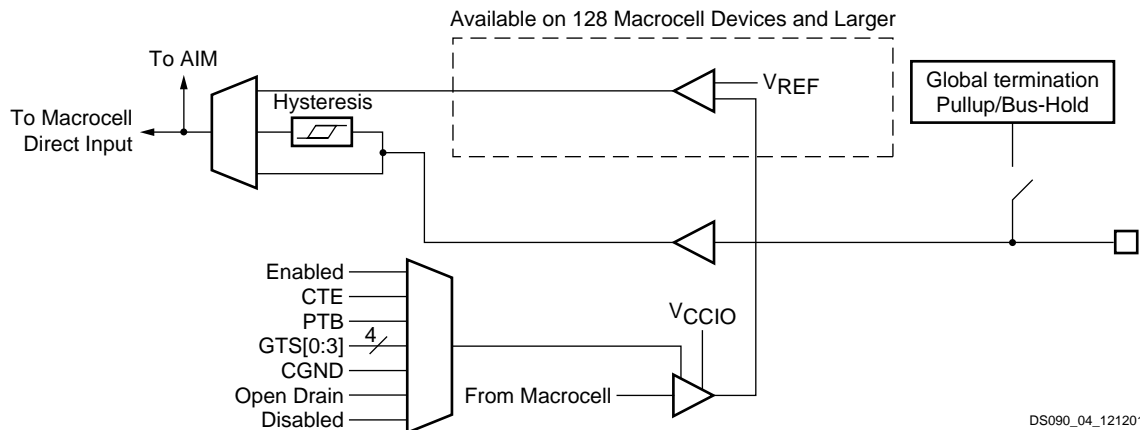 Available on 128 Macrocell Devices and Larger
To AIM
VREF
Global termination
Pullup/Bus-Hold
Hysteresis
To Macrocell
Direct Input
Enabled
CTE
PTB
GTS[0:3]
4
CGND
Open Drain
Disabled
VCCIO
From Macrocell
DS090_04_121201